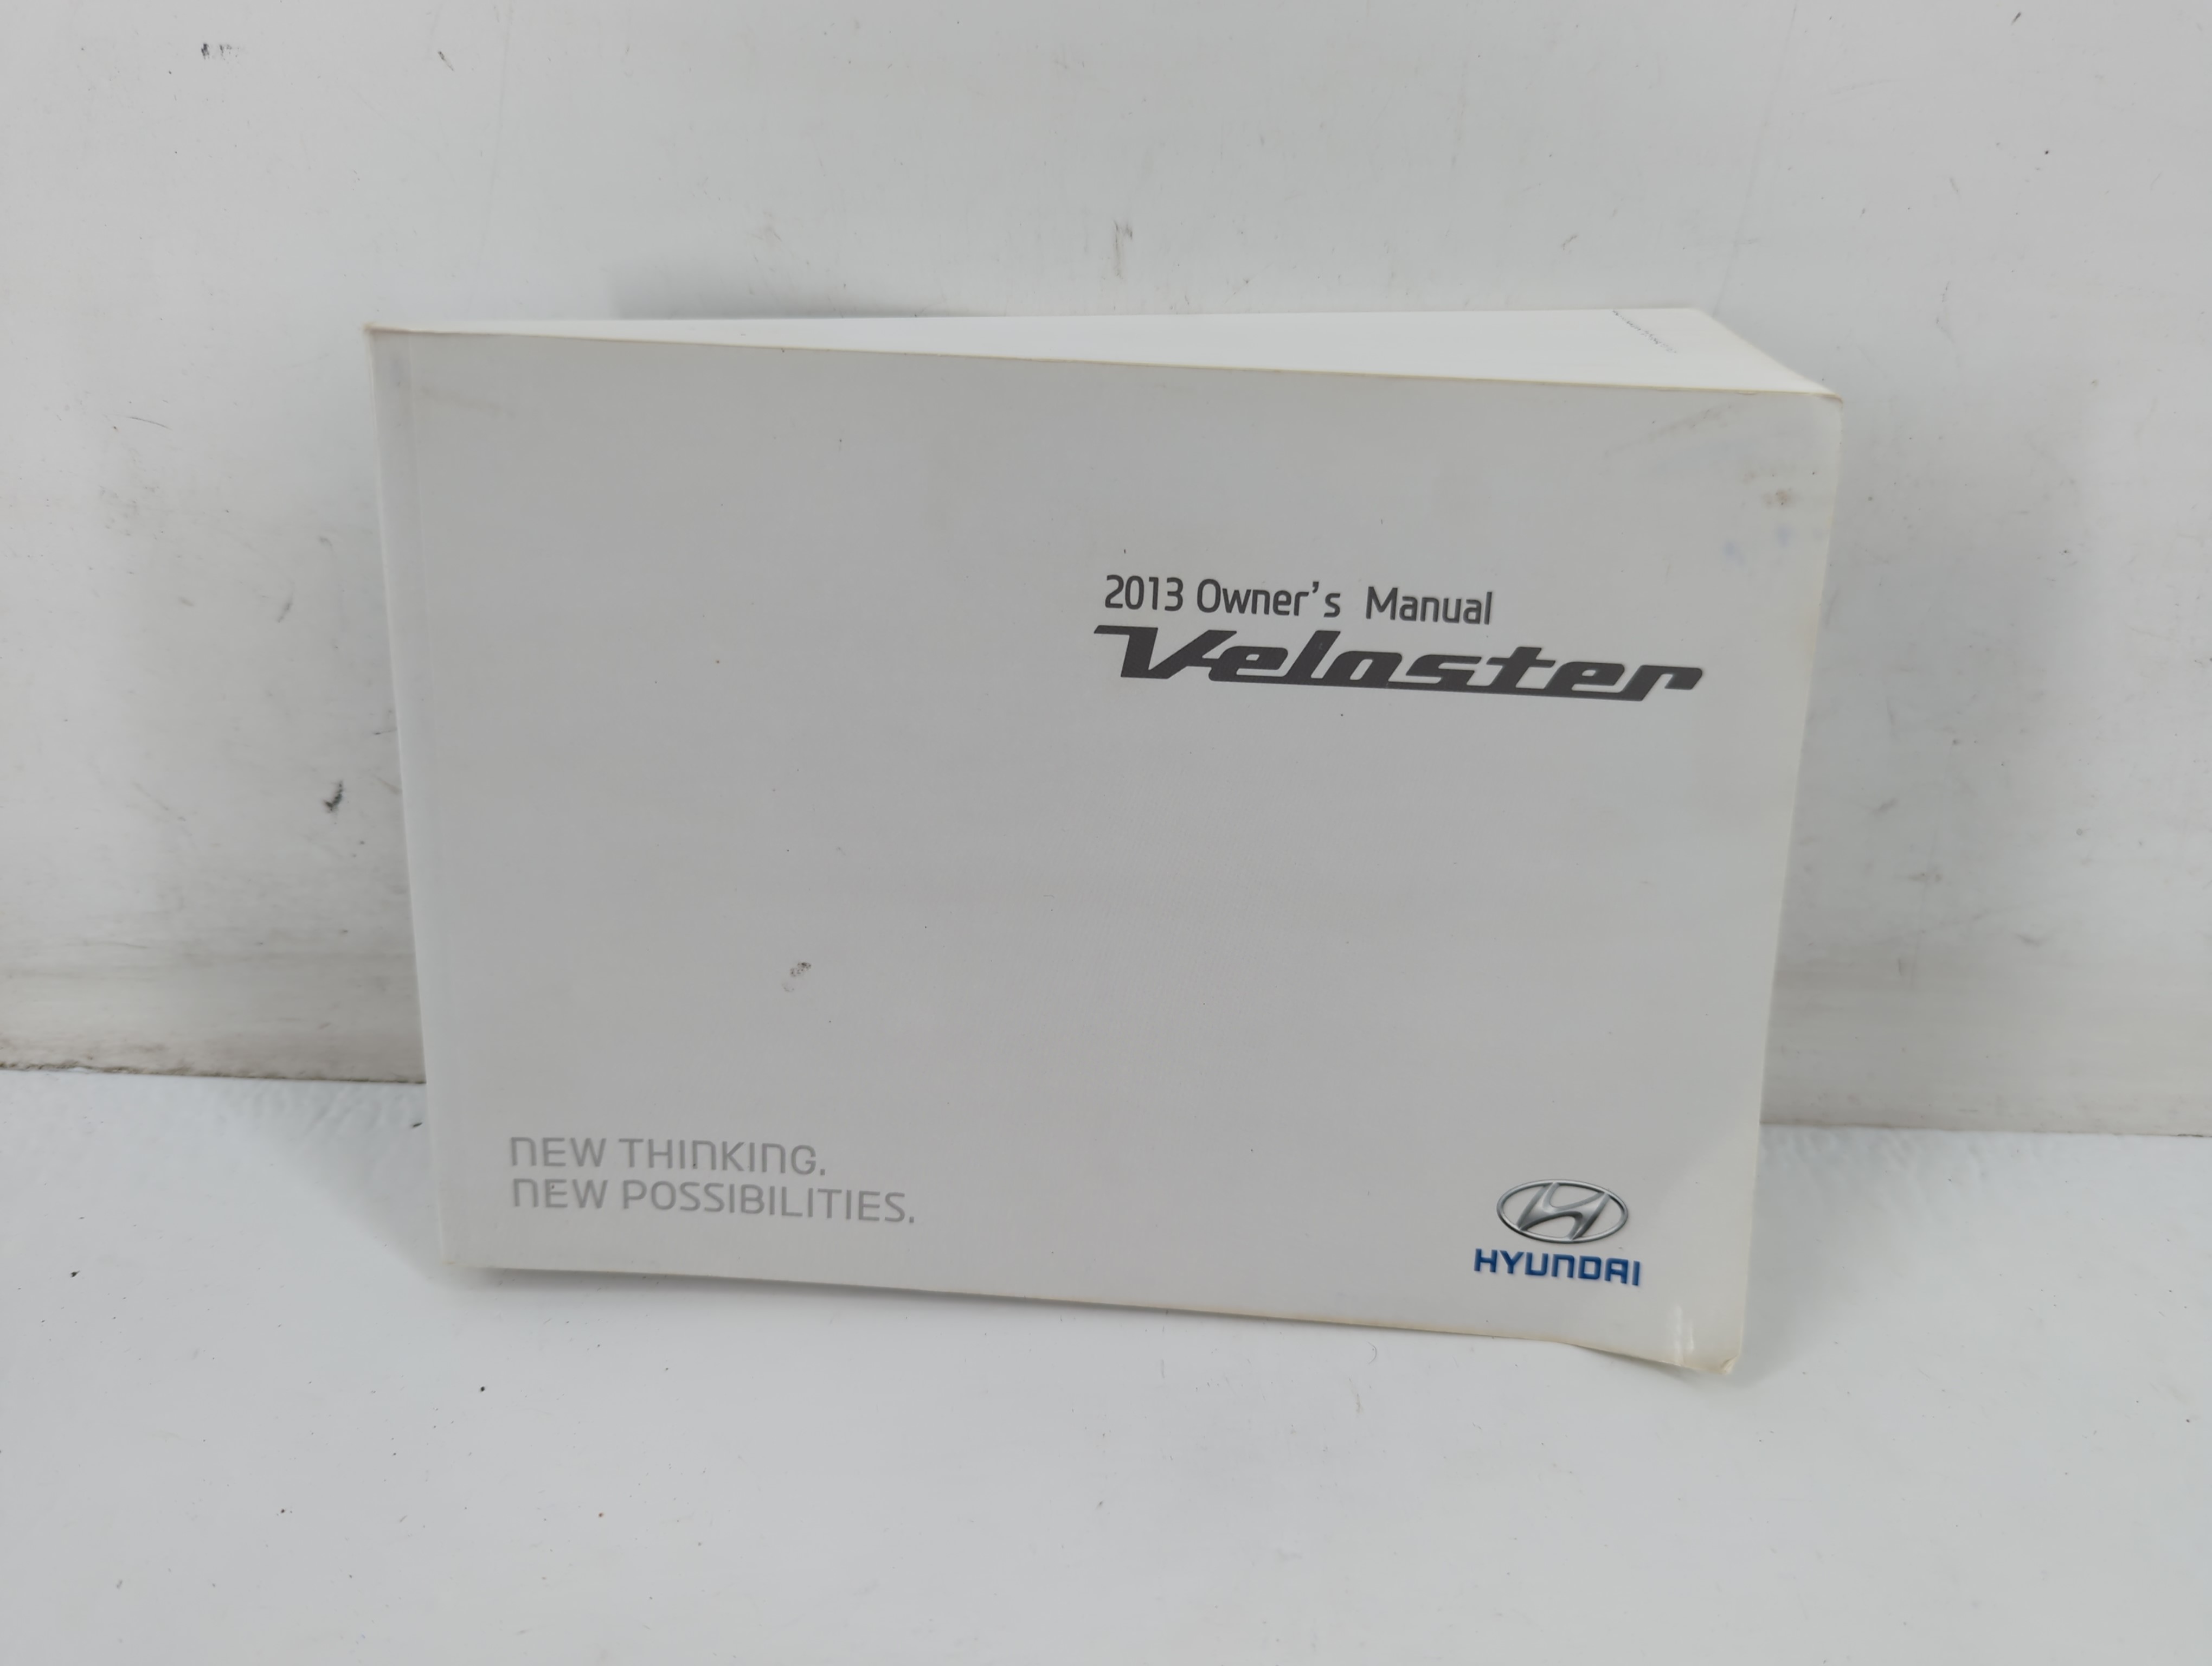 2013 Owner's Manual
Veloster
NEW THINKING.
NEW POSSIBILITIES.
HYUNDAI